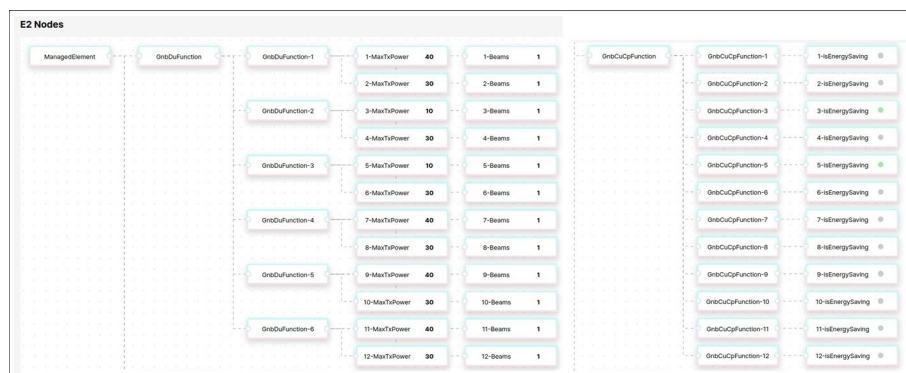 E2 Nodes
ManagedElement GnbDuFunction GnbDuFunction-1 1-MaxTxPower 40 1-Beams 1 GnbCuCpFunction GnbCuCpFunction-1 1-isEnergySaving
2-MaxTxPower 30 2-Beams 1 GnbCuCpFunction-2 2-isEnergySaving
GnbDuFunction-2 3-MaxTxPower 10 3-Beams 1 GnbCuCpFunction-3 3-isEnergySaving
4-MaxTxPower 30 4-Beams 1 GnbCuCpFunction-4 4-isEnergySaving
GnbDuFunction-3 5-MaxTxPower 10 5-Beams 1 GnbCuCpFunction-5 5-isEnergySaving
6-MaxTxPower 30 6-Beams 1 GnbCuCpFunction-6 6-isEnergySaving
GnbDuFunction-4 7-MaxTxPower 40 7-Beams 1 GnbCuCpFunction-7 7-isEnergySaving
8-MaxTxPower 30 8-Beams 1 GnbCuCpFunction-8 8-isEnergySaving
GnbDuFunction-5 9-MaxTxPower 40 9-Beams 1 GnbCuCpFunction-9 9-isEnergySaving
10-MaxTxPower 30 10-Beams 1 GnbCuCpFunction-10 10-isEnergySaving
GnbDuFunction-6 11-MaxTxPower 40 11-Beams 1 GnbCuCpFunction-11 11-isEnergySaving
12-MaxTxPower 30 12-Beams 1 GnbCuCpFunction-12 12-isEnergySaving